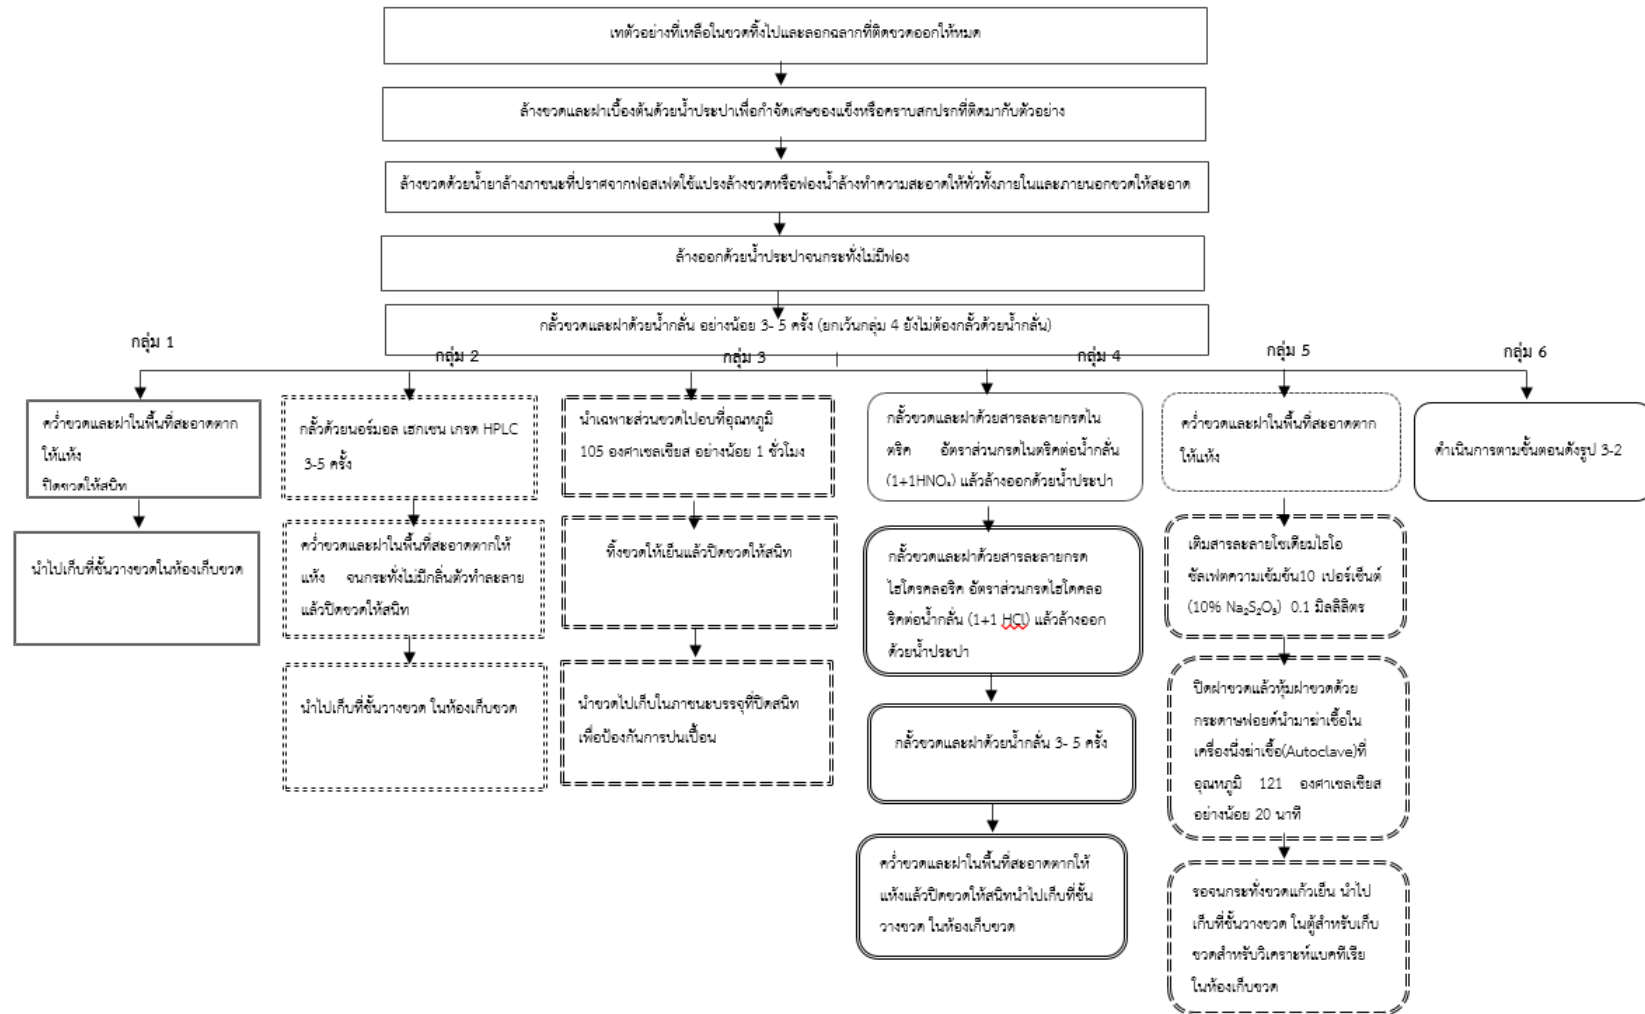 เทตัวอย่างที่เหลือในขวดทิ้งไปและลอกฉลากที่ติดขวดออกให้หมด
ล้างขวดและฝาเบื้องต้นด้วยน้ำประปาเพื่อกำจัดเศษของแข็งหรือคราบสกปรกที่ติดมากับตัวอย่าง
ล้างขวดด้วยน้ำยาล้างภาชนะที่ปราศจากฟอสเฟตใช้แปรงล้างขวดหรือฟองน้ำล้างทำความสะอาดให้ทั่วทั้งภายในและภายนอกขวดให้สะอาด
ล้างออกด้วยน้ำประปาจนกระทั่งไม่มีฟอง
กลั้วขวดและฝาด้วยน้ำกลั่น อย่างน้อย 3- 5 ครั้ง (ยกเว้นกลุ่ม 4 ยังไม่ต้องกลั้วด้วยน้ำกลั่น)
กลุ่ม 1
คว่ำขวดและฝาในพื้นที่สะอาดตาก
ให้แห้ง
ปิดขวดให้สนิท
นำไปเก็บที่ชั้นวางขวดในห้องเก็บขวด
กลุ่ม 2
กลั้วด้วยนอร์มอล เฮกเซน เกรด HPLC
3-5 ครั้ง
คว่ำขวดและฝาในพื้นที่สะอาดตากให้
แห้ง จนกระทั่งไม่มีกลิ่นตัวทำละลาย
แล้วปิดขวดให้สนิท
นำไปเก็บที่ชั้นวางขวด ในห้องเก็บขวด
กลุ่ม 3
นำเฉพาะส่วนขวดไปอบที่อุณหภูมิ
105 องศาเซลเซียส อย่างน้อย 1 ชั่วโมง
ทิ้งขวดให้เย็นแล้วปิดขวดให้สนิท
นำขวดไปเก็บในภาชนะบรรจุที่ปิดสนิท
เพื่อป้องกันการปนเปื้อน
กลุ่ม 4
กลั้วขวดและฝาด้วยสารละลายกรดไน
ตริค อัตราส่วนกรดไนตริคต่อน้ำกลั่น
(1+1HNO₃) แล้วล้างออกด้วยน้ำประปา
กลั้วขวดและฝาด้วยสารละลายกรด
ไฮโดรคลอริค อัตราส่วนกรดไฮโดคลอ
ริคต่อน้ำกลั่น (1+1 HCl) แล้วล้างออก
ด้วยน้ำประปา
กลั้วขวดและฝาด้วยน้ำกลั่น 3- 5 ครั้ง
คว่ำขวดและฝาในพื้นที่สะอาดตากให้
แห้งแล้วปิดขวดให้สนิทนำไปเก็บที่ชั้น
วางขวด ในห้องเก็บขวด
กลุ่ม 5
คว่ำขวดและฝาในพื้นที่สะอาดตาก
ให้แห้ง
เติมสารละลายโซเดียมไธโอ
ซัลเฟตความเข้มข้น10 เปอร์เซ็นต์
(10% Na₂S₂O₃) 0.1 มิลลิลิตร
ปิดฝาขวดแล้วหุ้มฝาขวดด้วย
กระดาษฟอยด์นำมาฆ่าเชื้อใน
เครื่องนึ่งฆ่าเชื้อ(Autoclave)ที่
อุณหภูมิ 121 องศาเซลเซียส
อย่างน้อย 20 นาที
รอจนกระทั่งขวดแก้วเย็น นำไป
เก็บที่ชั้นวางขวด ในตู้สำหรับเก็บ
ขวดสำหรับวิเคราะห์แบคทีเรีย
ในห้องเก็บขวด
กลุ่ม 6
ดำเนินการตามขั้นตอนดังรูป 3-2